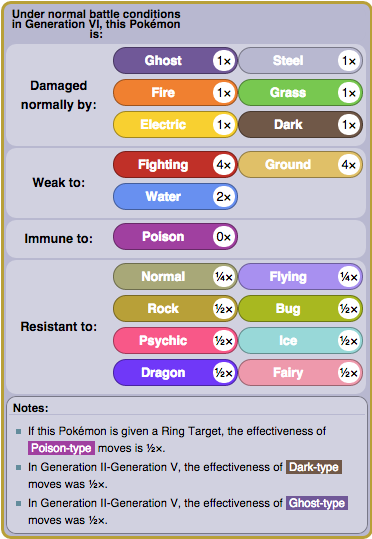 Under normal battle conditions
in Generation VI, this Pokémon
is:
Damaged
normally by:
Ghost 1× Steel 1×
Fire 1× Grass 1×
Electric 1× Dark 1×
Weak to:
Fighting 4× Ground 4×
Water 2×
Immune to:
Poison 0×
Resistant to:
Normal ¼× Flying ¼×
Rock ½× Bug ½×
Psychic ½× Ice ½×
Dragon ½× Fairy ½×
Notes:
If this Pokémon is given a Ring Target, the effectiveness of
Poison-type moves is ½×.
In Generation II-Generation V, the effectiveness of Dark-type
moves was ½×.
In Generation II-Generation V, the effectiveness of Ghost-type
moves was ½×.